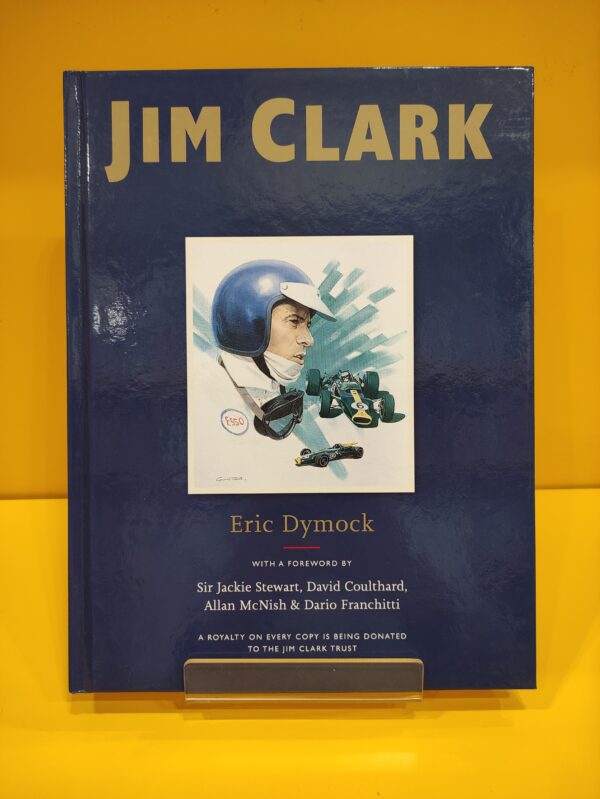 JIM CLARK
ESSO
Eric Dymock
WITH A FOREWORD BY
Sir Jackie Stewart, David Coulthard,
Allan McNish & Dario Franchitti
A ROYALTY ON EVERY COPY IS BEING DONATED
TO THE JIM CLARK TRUST